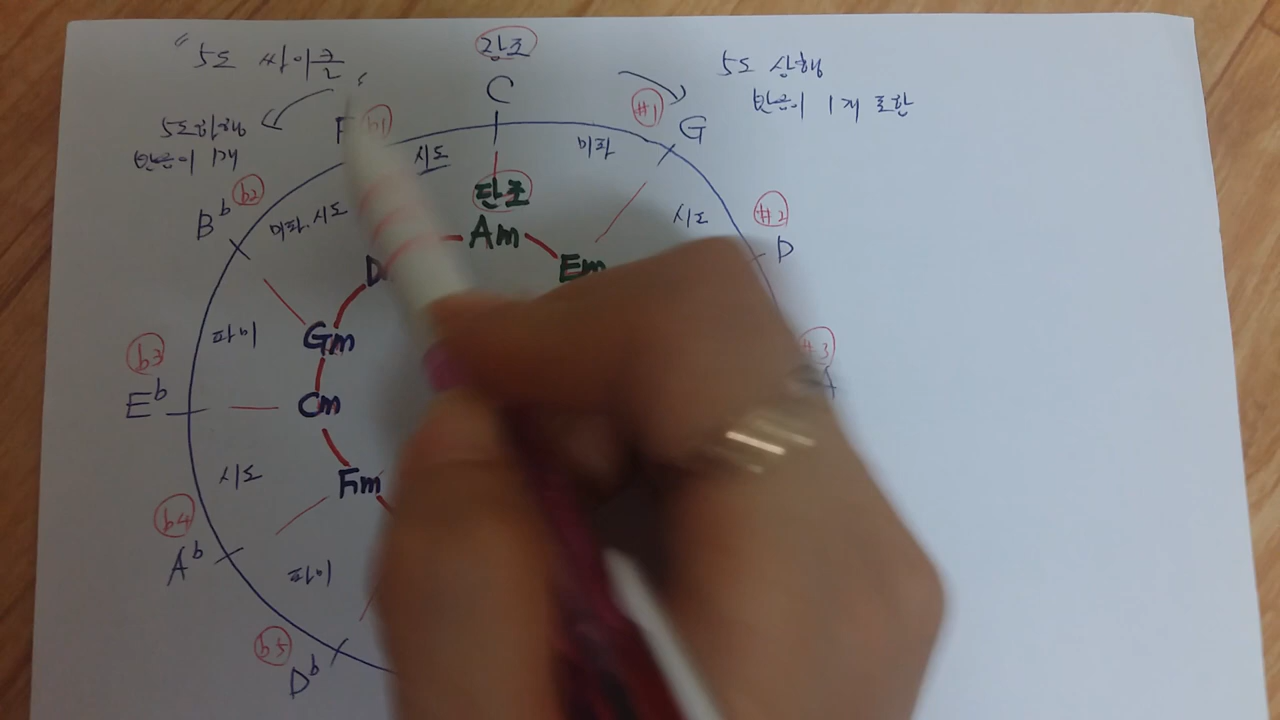 "5도 싸이클"
장조
C
5도 상행
반음이 1개 포함
#1
G
F
b1
5도하행
반음이 1개
시도
미파
b2
B♭
미파.시도
단조
Am
Em
시도
#2
D
D
Gm
파미
b3
E♭
Cm
#3
A
시도
Fm
b4
A♭
파미
b5
D♭